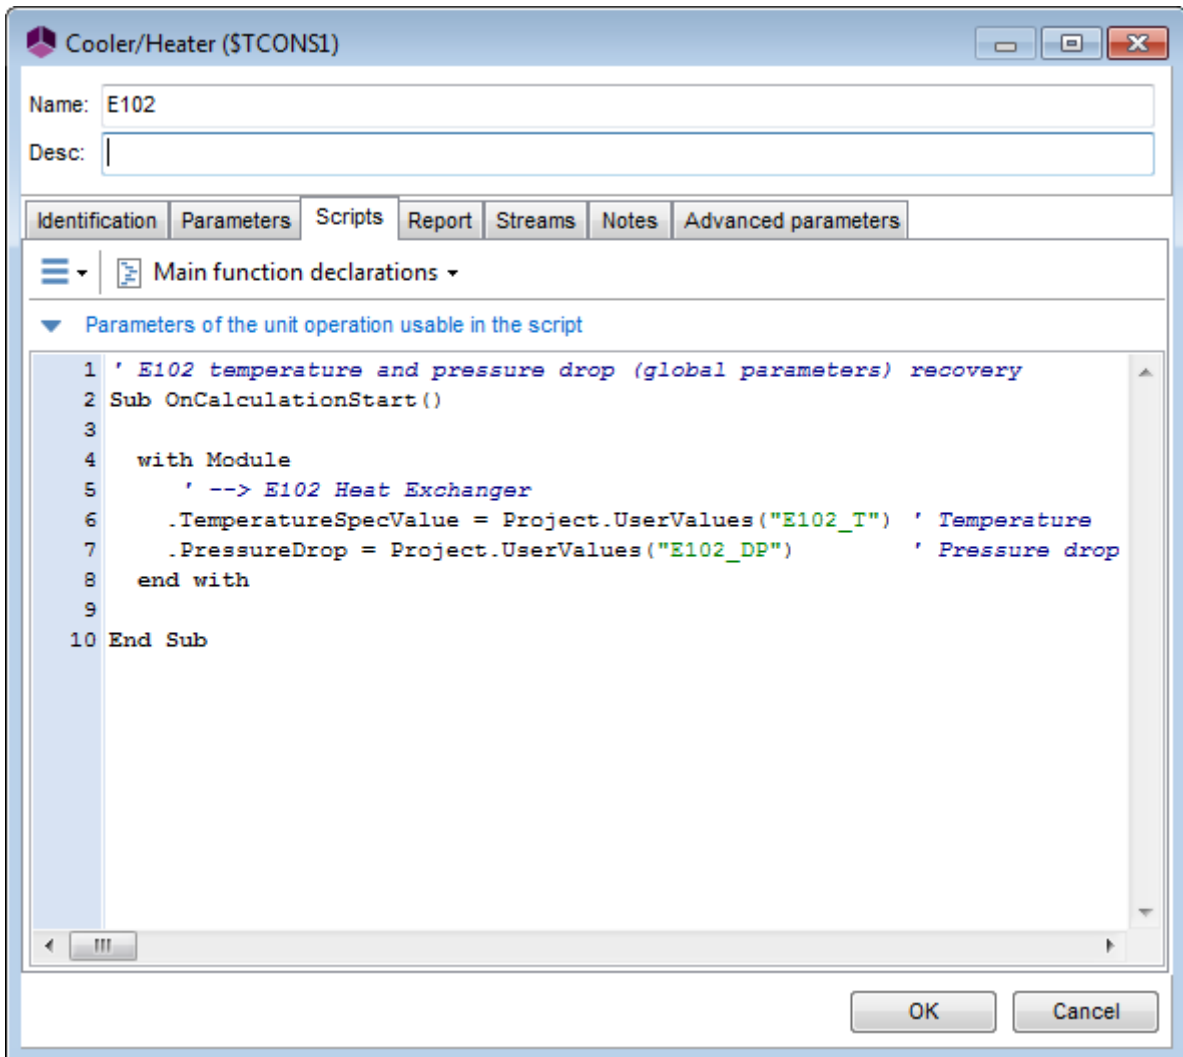 Cooler/Heater ($TCONS1)
Name: E102
Desc:
Identification Parameters Scripts Report Streams Notes Advanced parameters
Main function declarations
Parameters of the unit operation usable in the script
1 ' E102 temperature and pressure drop (global parameters) recovery
2 Sub OnCalculationStart()
3
4 with Module
5 ' --> E102 Heat Exchanger
6 .TemperatureSpecValue = Project.UserValues("E102_T") ' Temperature
7 .PressureDrop = Project.UserValues("E102_DP") ' Pressure drop
8 end with
9
10 End Sub
OK Cancel